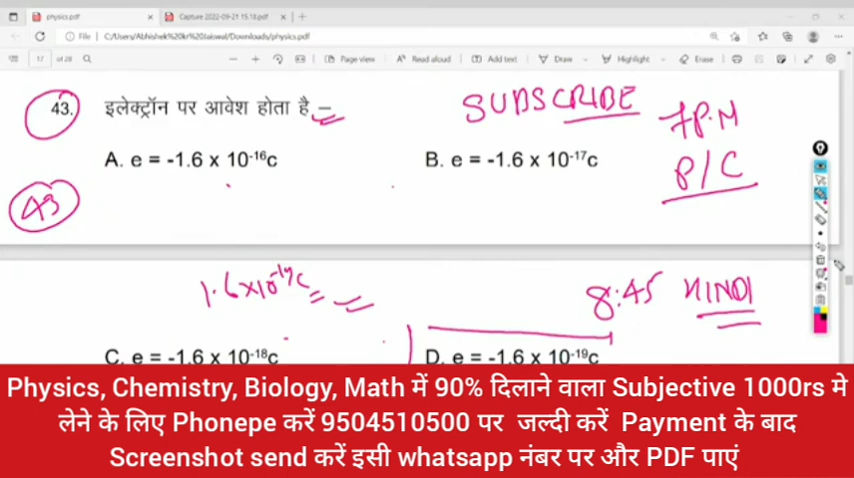 physics.pdf
Capture 2022-09-21 15.18.pdf
File | C:/Users/Abhishek%20kr%20Jaiswal/Downloads/physics.pdf
17 of 28
Page view
Read aloud
Add text
Draw
Highlight
Erase
SUBSCRIBE
43. इलेक्ट्रॉन पर आवेश होता है –
7P.M
A. e = -1.6 x 10-16c
B. e = -1.6 x 10-17c
P/C
43
1.6x10-19c
8:45 HINDI
C. e = -1.6 x 10-18c
D. e = -1.6 x 10-19c
Physics, Chemistry, Biology, Math में 90% दिलाने वाला Subjective 1000rs मे
लेने के लिए Phonepe करें 9504510500 पर जल्दी करें Payment के बाद
Screenshot send करें इसी whatsapp नंबर पर और PDF पाएं